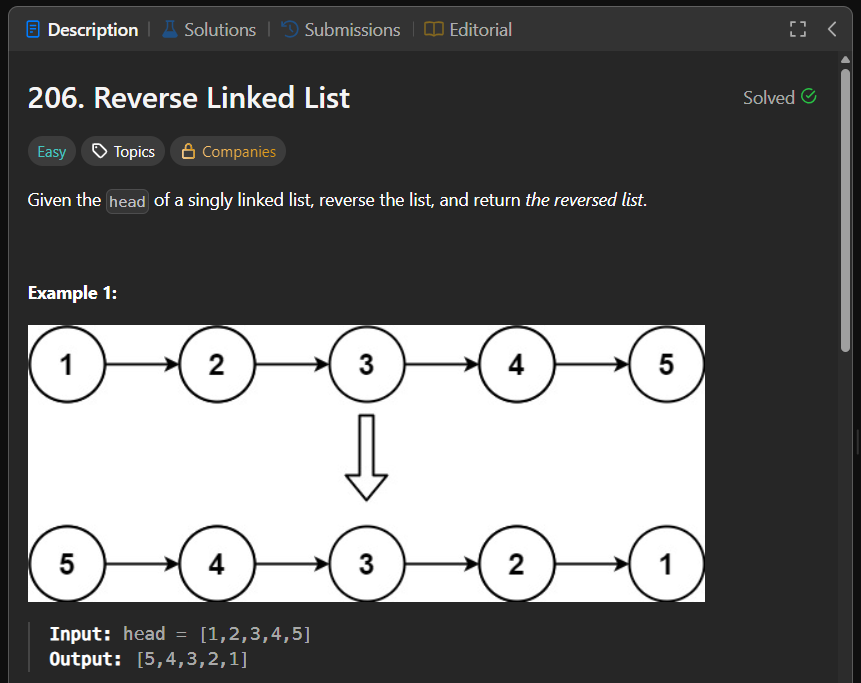 Description | Solutions | Submissions | Editorial
206. Reverse Linked List Solved
Easy Topics Companies
Given the head of a singly linked list, reverse the list, and return the reversed list.
Example 1:
1 2 3 4 5
5 4 3 2 1
Input: head = [1,2,3,4,5]
Output: [5,4,3,2,1]